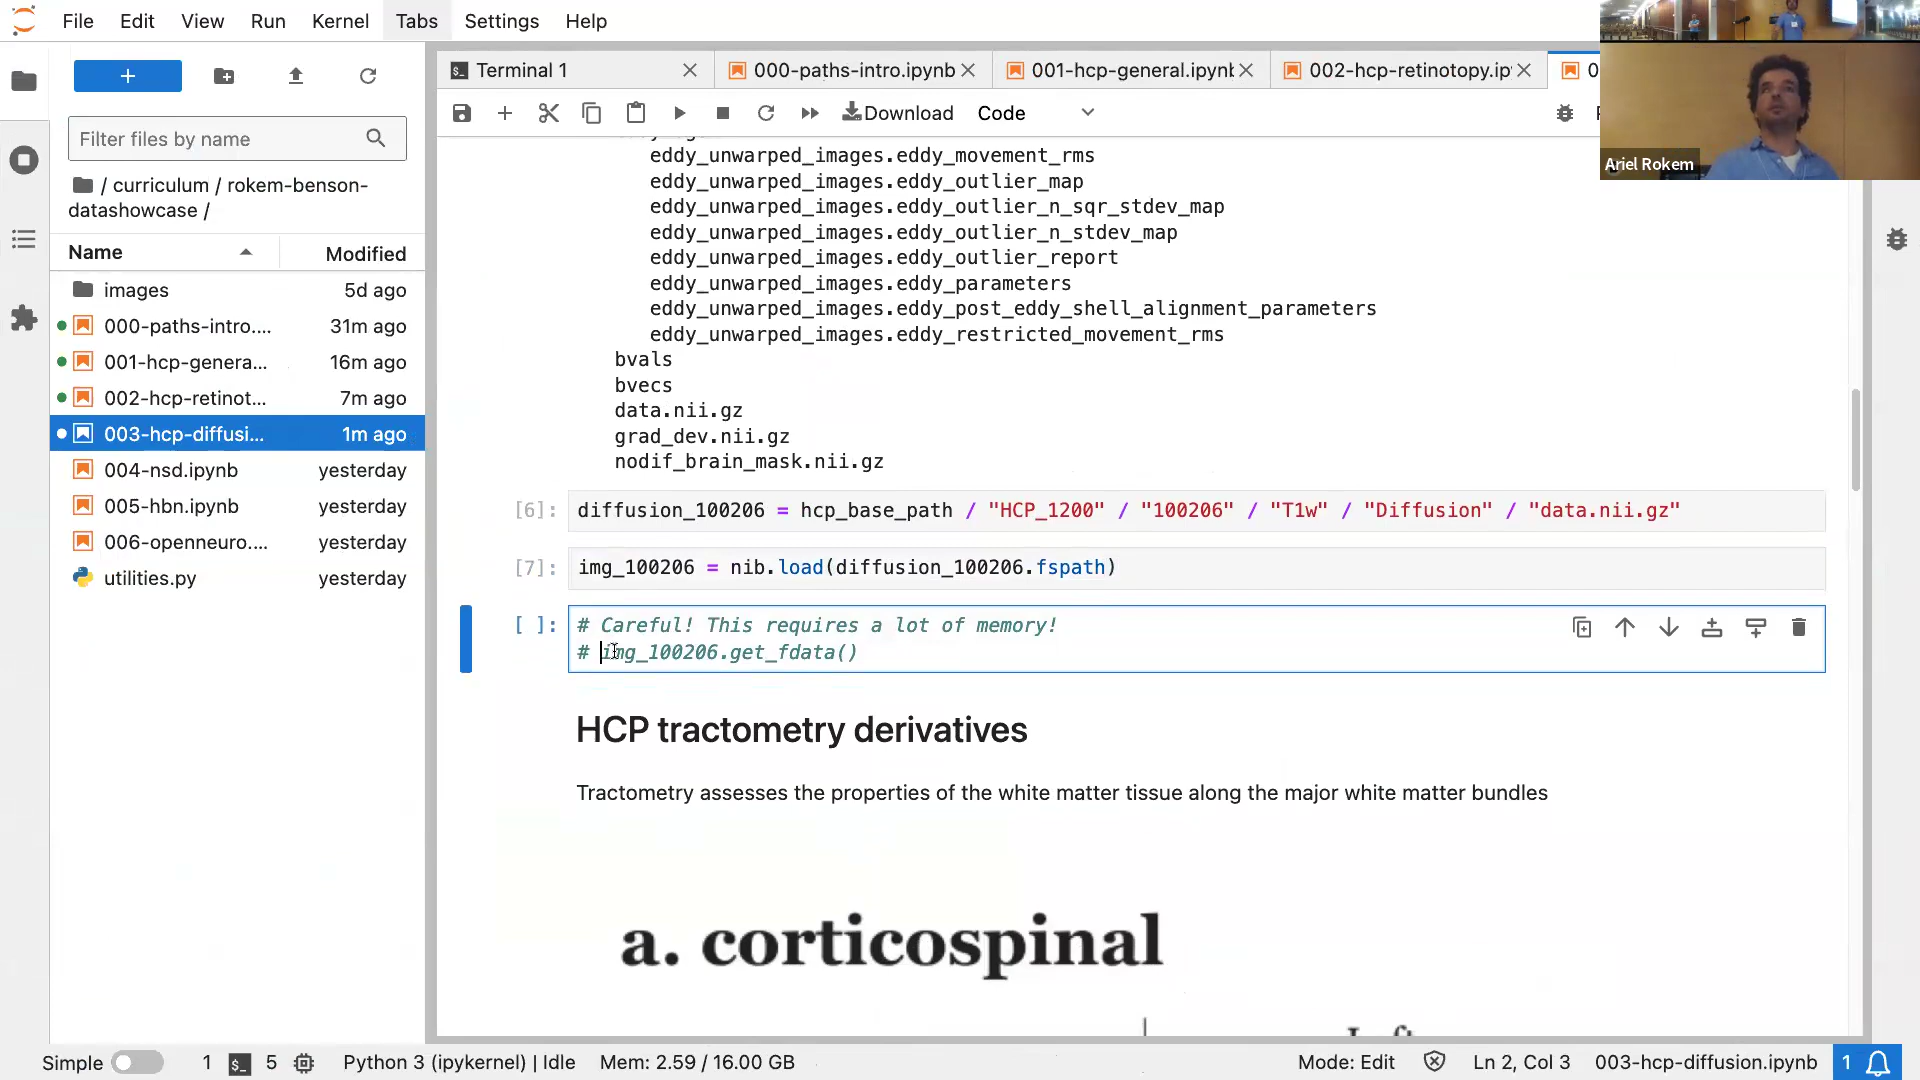 File Edit View Run Kernel Tabs Settings Help
Filter files by name
/ curriculum / rokem-benson-
datashowcase /
Name Modified
images 5d ago
000-paths-intro.... 31m ago
001-hcp-genera... 16m ago
002-hcp-retinot... 7m ago
003-hcp-diffusi... 1m ago
004-nsd.ipynb yesterday
005-hbn.ipynb yesterday
006-openneuro.... yesterday
utilities.py yesterday
Terminal 1 000-paths-intro.ipynb 001-hcp-general.ipynb 002-hcp-retinotopy.ip 0
Download Code
Ariel Rokem
eddy_unwarped_images.eddy_movement_rms
eddy_unwarped_images.eddy_outlier_map
eddy_unwarped_images.eddy_outlier_n_sqr_stdev_map
eddy_unwarped_images.eddy_outlier_n_stdev_map
eddy_unwarped_images.eddy_outlier_report
eddy_unwarped_images.eddy_parameters
eddy_unwarped_images.eddy_post_eddy_shell_alignment_parameters
eddy_unwarped_images.eddy_restricted_movement_rms
bvals
bvecs
data.nii.gz
grad_dev.nii.gz
nodif_brain_mask.nii.gz
[6]: diffusion_100206 = hcp_base_path / "HCP_1200" / "100206" / "T1w" / "Diffusion" / "data.nii.gz"
[7]: img_100206 = nib.load(diffusion_100206.fspath)
[ ]: # Careful! This requires a lot of memory!
# img_100206.get_fdata()
HCP tractometry derivatives
Tractometry assesses the properties of the white matter tissue along the major white matter bundles
a. corticospinal
Simple 1 $_ 5 Python 3 (ipykernel) | Idle Mem: 2.59 / 16.00 GB Mode: Edit Ln 2, Col 3 003-hcp-diffusion.ipynb 1